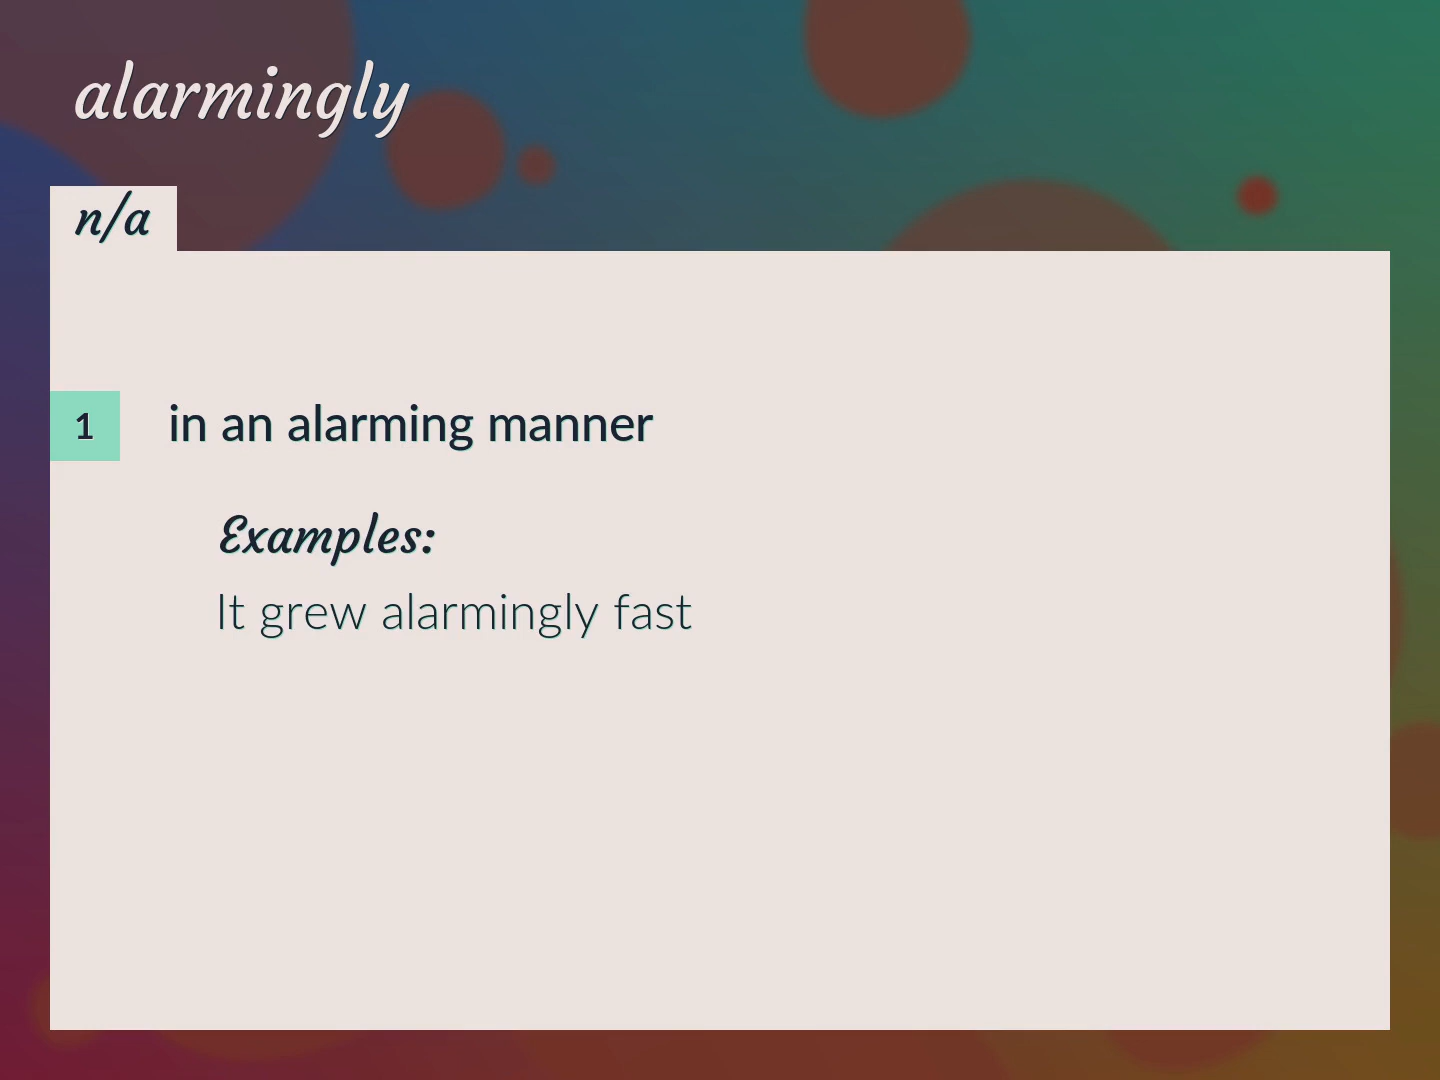 alarmingly
n/a
1 in an alarming manner
Examples:
It grew alarmingly fast